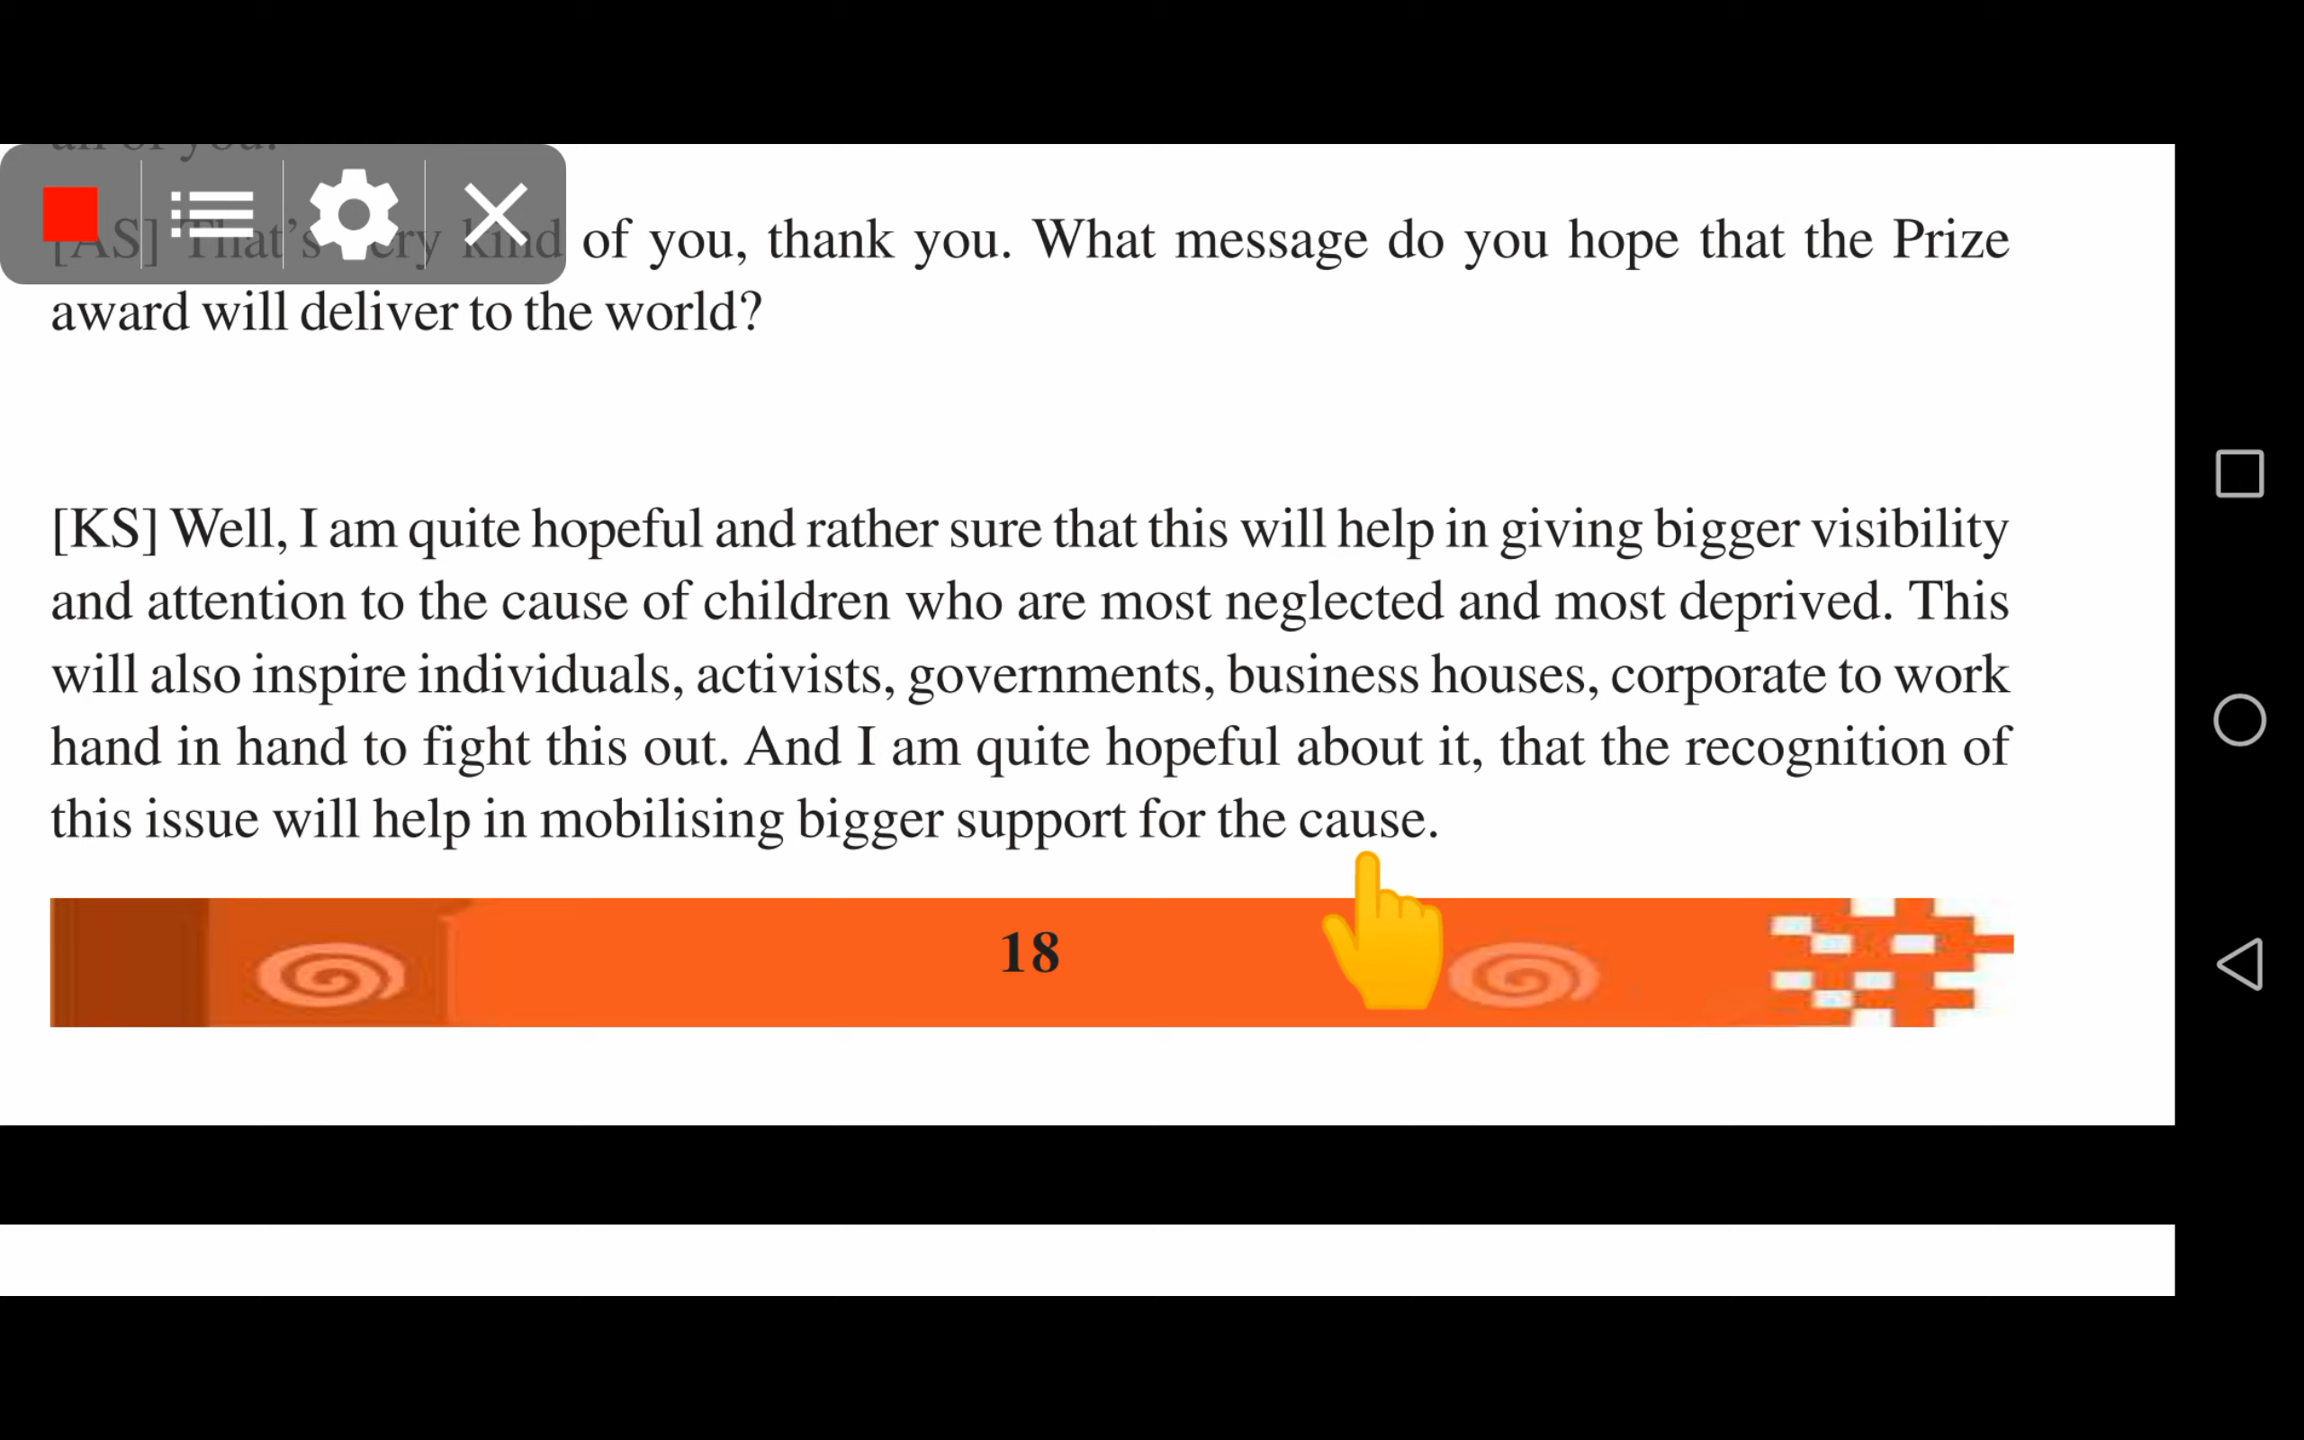 all of you.
[AS] That's very kind of you, thank you. What message do you hope that the Prize
award will deliver to the world?
[KS] Well, I am quite hopeful and rather sure that this will help in giving bigger visibility
and attention to the cause of children who are most neglected and most deprived. This
will also inspire individuals, activists, governments, business houses, corporate to work
hand in hand to fight this out. And I am quite hopeful about it, that the recognition of
this issue will help in mobilising bigger support for the cause.
18